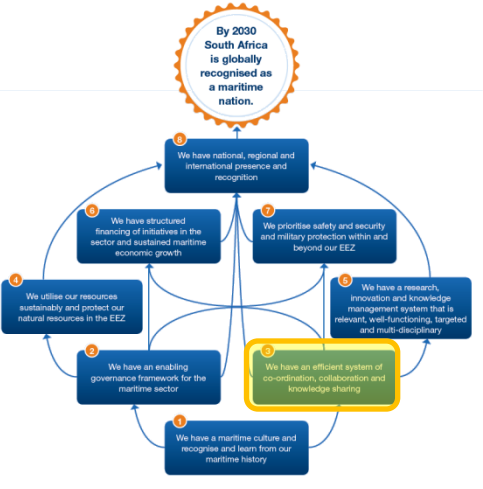 By 2030
South Africa
is globally
recognised as
a maritime
nation.
8
We have national, regional and
international presence and
recognition
6
We have structured
financing of initiatives in the
sector and sustained maritime
economic growth
7
We prioritise safety and security
and military protection within and
beyond our EEZ
4
We utilise our resources
sustainably and protect our
natural resources in the EEZ
5
We have a research,
innovation and knowledge
management system that is
relevant, well-functioning, targeted
and multi-disciplinary
2
We have an enabling
governance framework for the
maritime sector
3
We have an efficient system of
co-ordination, collaboration and
knowledge sharing
1
We have a maritime culture and
recognise and learn from our
maritime history